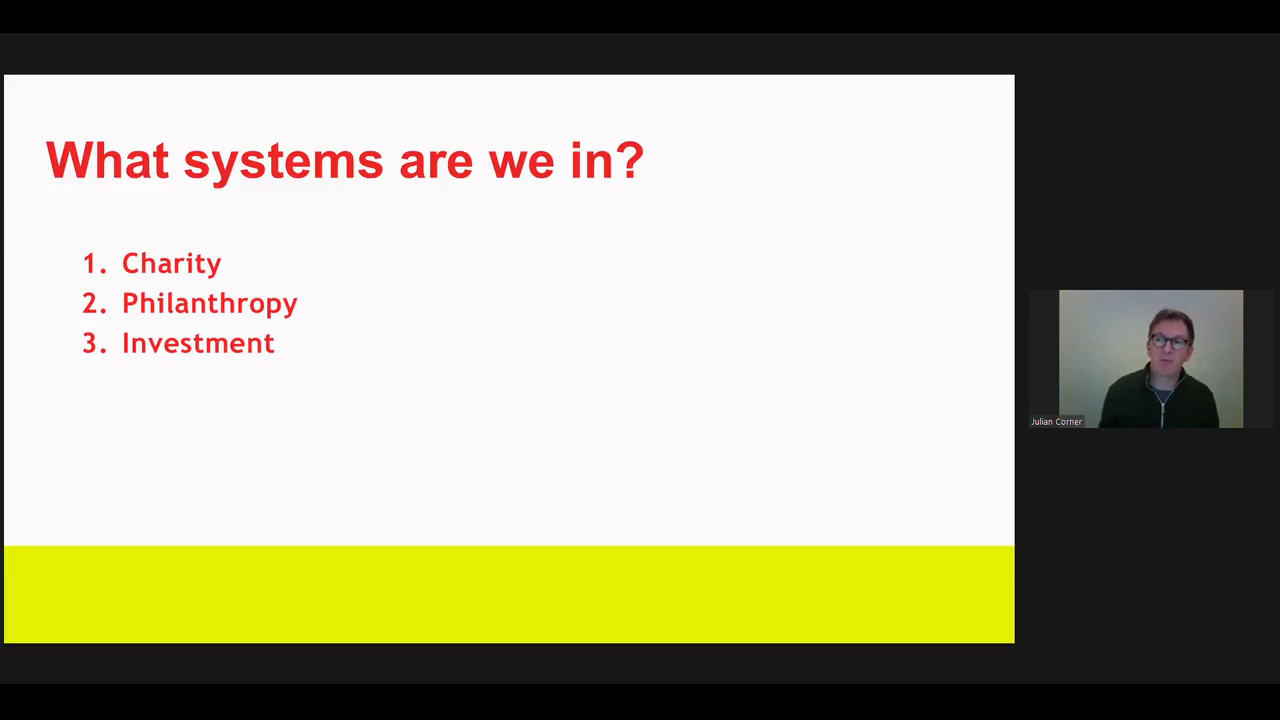 What systems are we in?
1. Charity
2. Philanthropy
3. Investment
Julian Corner